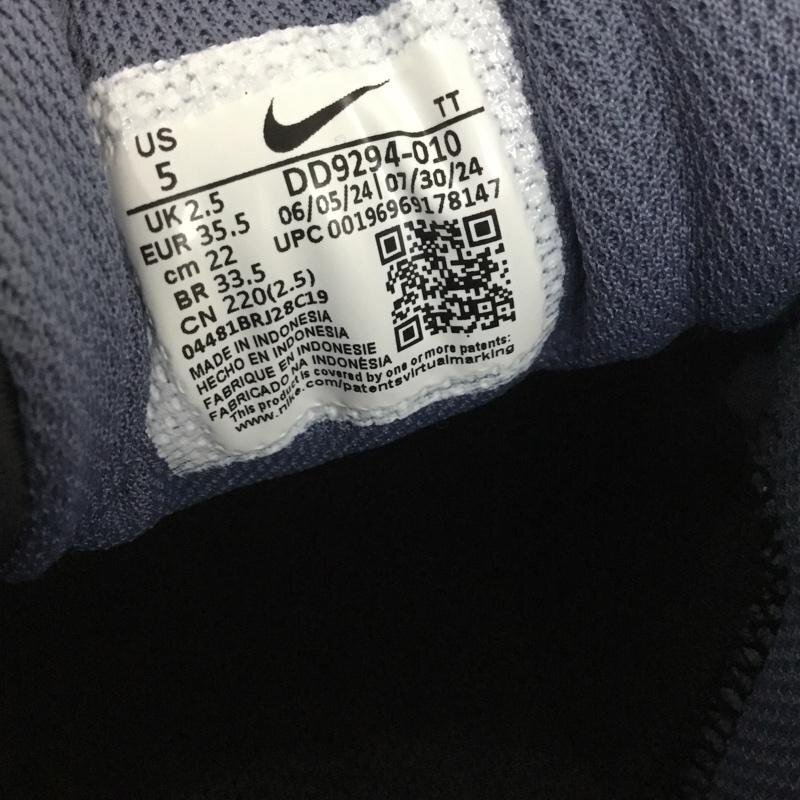 US
5
TT
DD9294-010
06/05/24|07/30/24
UPC 00196969178147
UK 2.5
EUR 35.5
cm 22
BR 33.5
CN 220(2.5)
04481BRJ28C19
MADE IN INDONESIA
HECHO EN INDONESIA
FABRIQUE EN INDONESIE
FABRICADO NA INDONÉSIA
This product is covered by one or more patents:
www.nike.com/patentsvirtualmarking